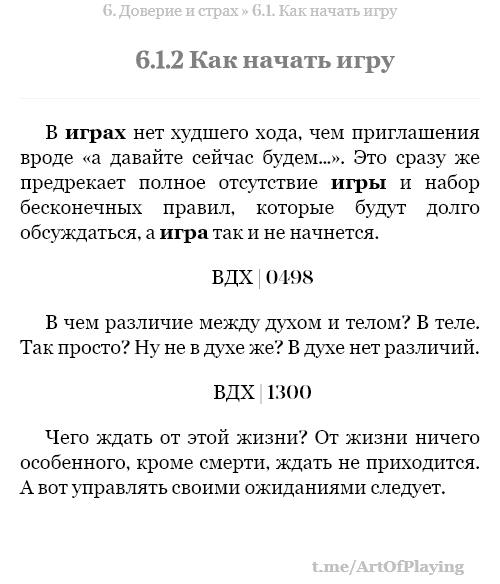 6. Доверие и страх » 6.1. Как начать игру
6.1.2 Как начать игру
В играх нет худшего хода, чем приглашения
вроде «а давайте сейчас будем...». Это сразу же
предрекает полное отсутствие игры и набор
бесконечных правил, которые будут долго
обсуждаться, а игра так и не начнется.
ВДХ | 0498
В чем различие между духом и телом? В теле.
Так просто? Ну не в духе же? В духе нет различий.
ВДХ | 1300
Чего ждать от этой жизни? От жизни ничего
особенного, кроме смерти, ждать не приходится.
А вот управлять своими ожиданиями следует.
t.me/ArtOfPlaying